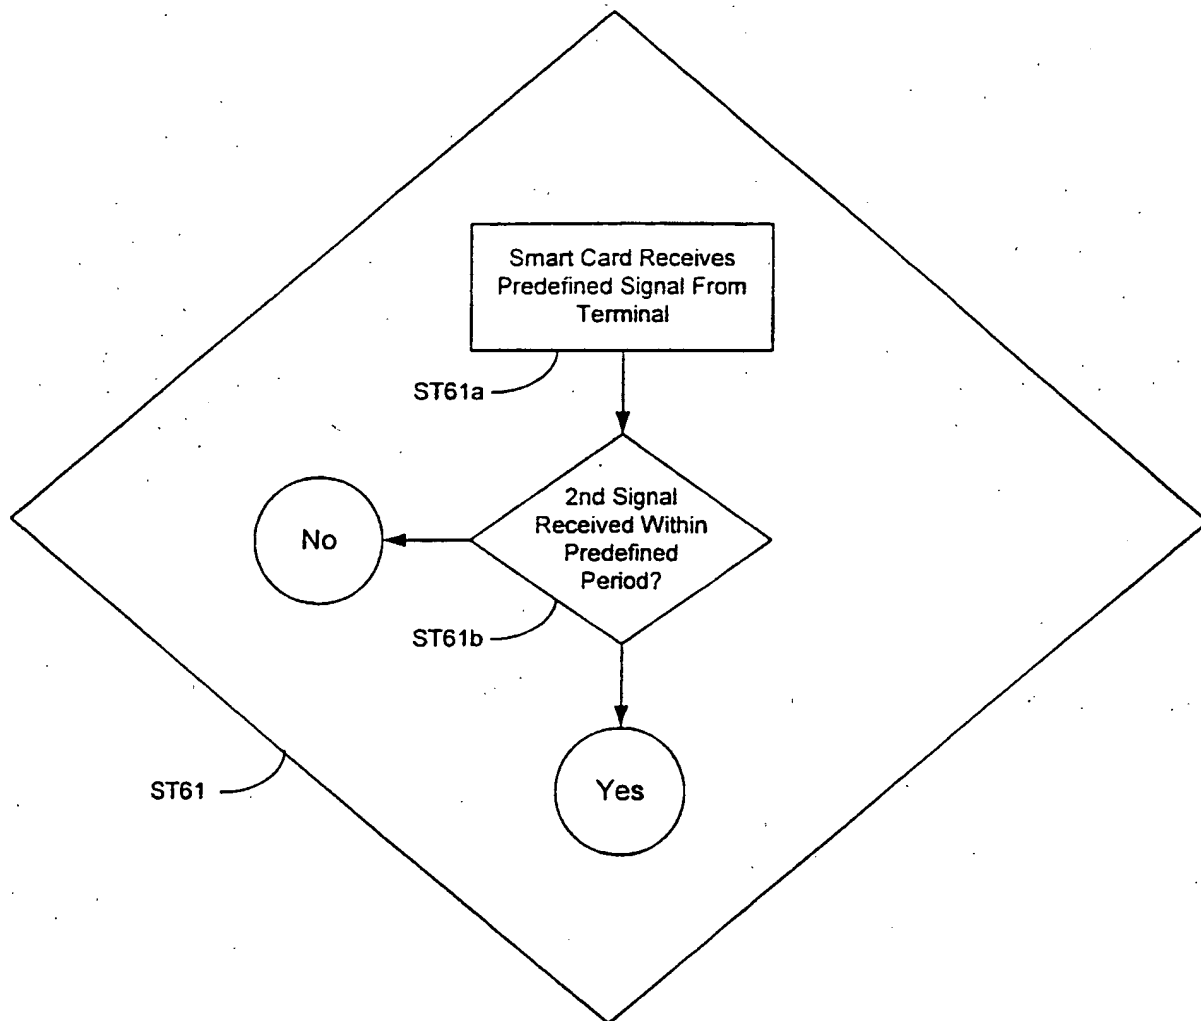 Smart Card Receives
Predefined Signal From
Terminal
ST61a
2nd Signal
Received Within
Predefined
Period?
No
ST61b
ST61
Yes